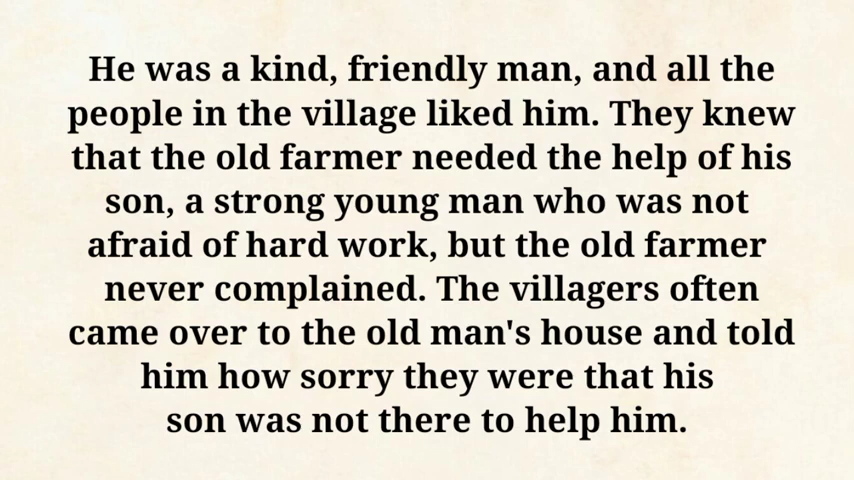 He was a kind, friendly man, and all the
people in the village liked him. They knew
that the old farmer needed the help of his
son, a strong young man who was not
afraid of hard work, but the old farmer
never complained. The villagers often
came over to the old man's house and told
him how sorry they were that his
son was not there to help him.